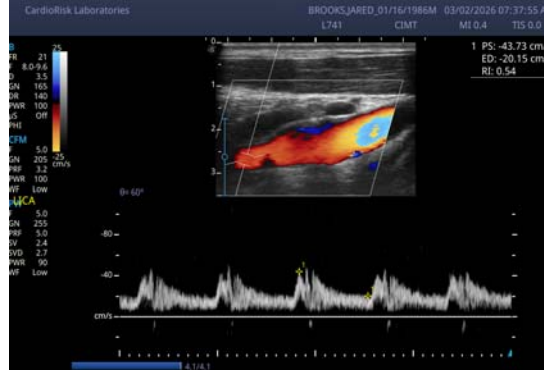 CardioRisk Laboratories
BROOKS,JARED_01/16/1986M 03/02/2026 07:37:55 A
L741 CIMT MI 0.4 TIS 0.0
1 PS: -43.73 cm/s
ED: -20.15 cm/s
RI: 0.54
B
FR 21
F 8.0-9.6
D 3.5
GN 165
DR 140
PWR 100
µS Off
PHI
CFM
F 5.0
GN 205
PRF 3.2
PWR 100
WF Low
25
-25
cm/s
0
1
2
3
LICA
F 5.0
GN 255
PRF 5.0
SV 2.4
SVD 2.7
PWR 90
WF Low
θ= 60°
-80
-40
cm/s
1
4.1/4.1